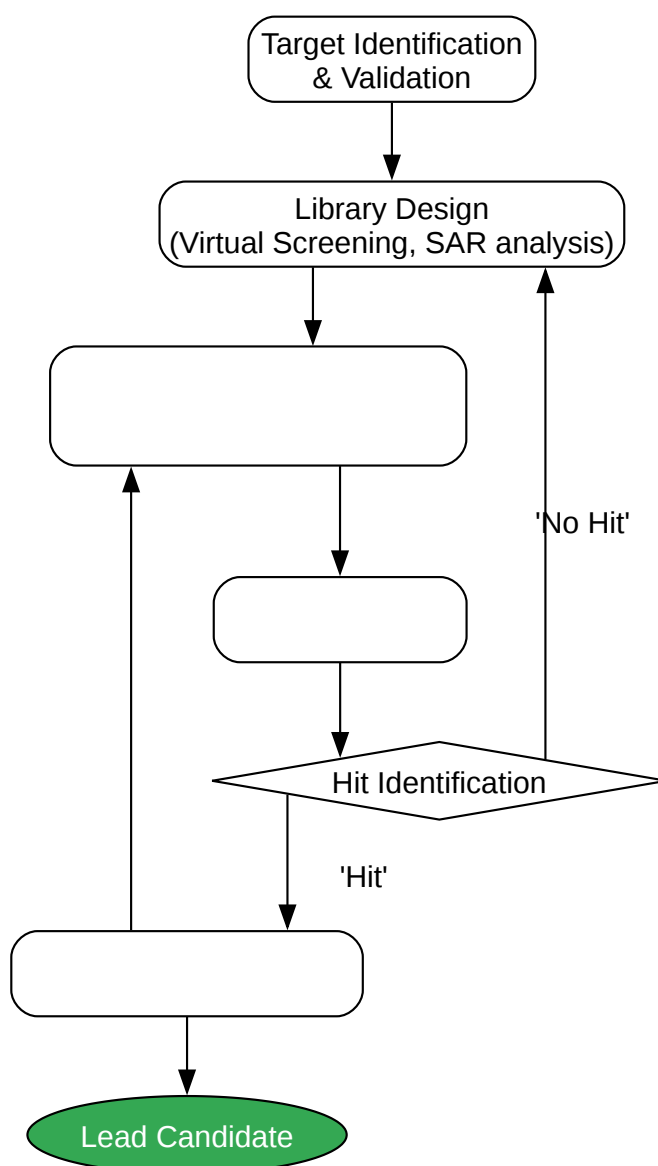 Target Identification
& Validation
Library Design
(Virtual Screening, SAR analysis)
'No Hit'
Hit Identification
'Hit'
Lead Candidate